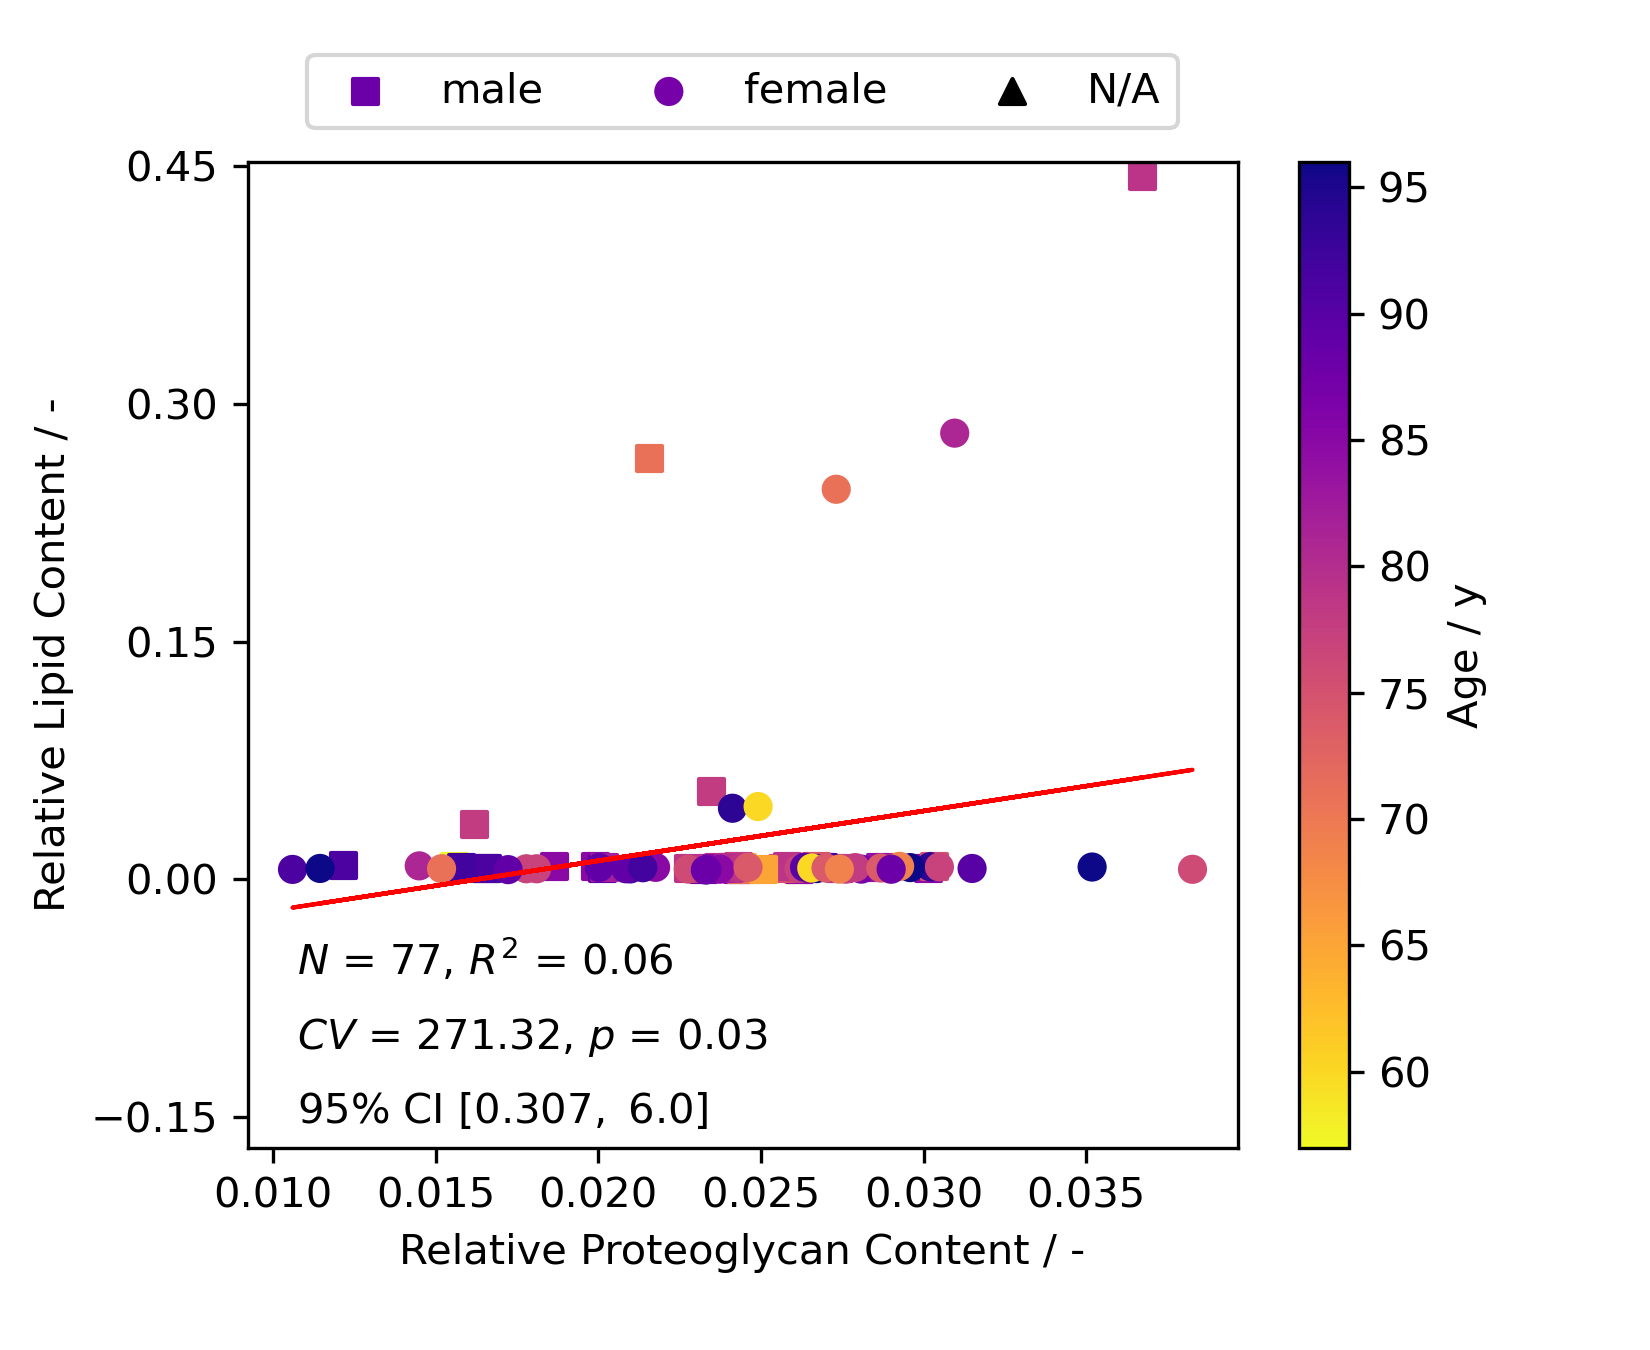 male female N/A
0.45
0.30
0.15
0.00
−0.15
Relative Lipid Content / -
N = 77, R² = 0.06
CV = 271.32, p = 0.03
95% CI [0.307, 6.0]
0.010 0.015 0.020 0.025 0.030 0.035
Relative Proteoglycan Content / -
95
90
85
80
75
70
65
60
Age / y